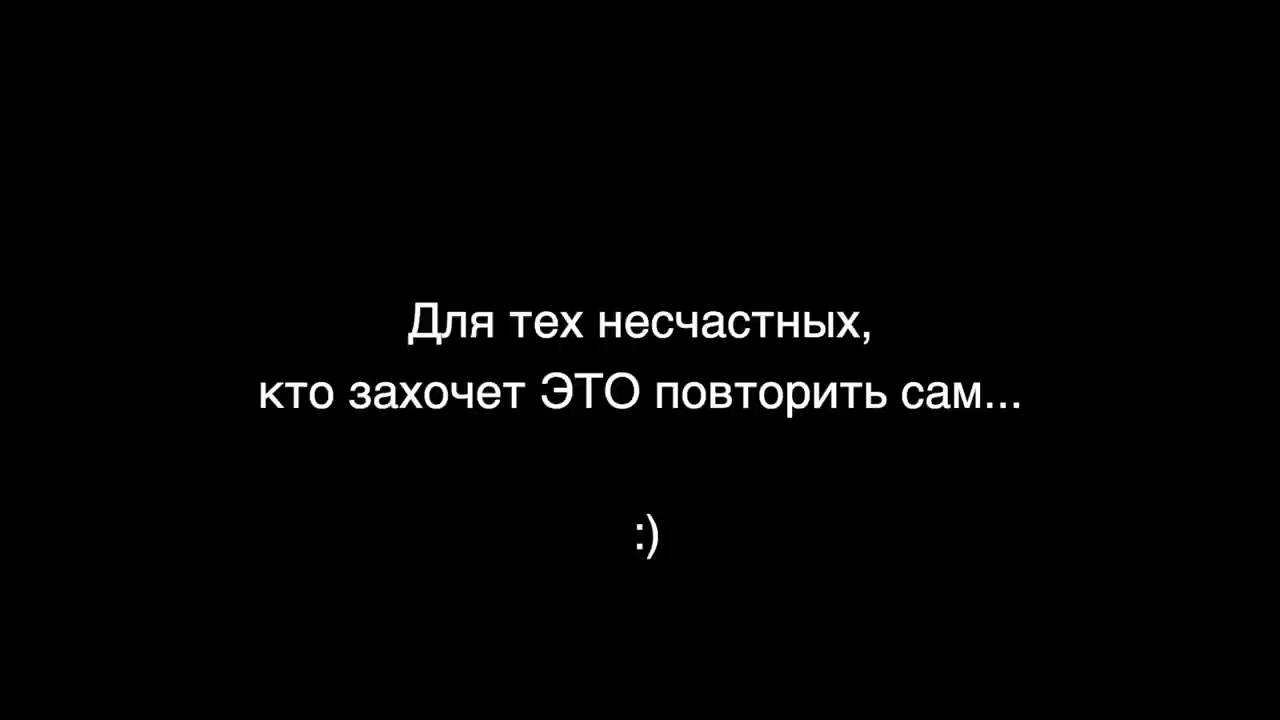 Для тех несчастных,
кто захочет ЭТО повторить сам...
:)